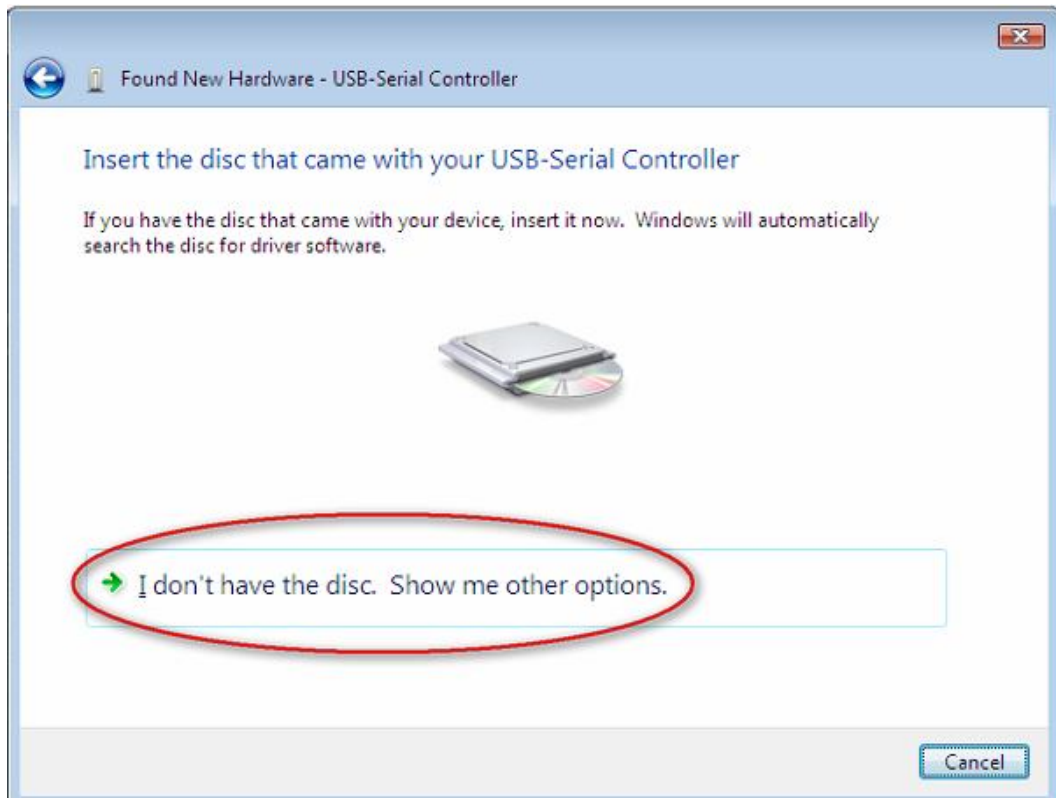 Found New Hardware - USB-Serial Controller
Insert the disc that came with your USB-Serial Controller
If you have the disc that came with your device, insert it now.  Windows will automatically
search the disc for driver software.
I don't have the disc.  Show me other options.
Cancel